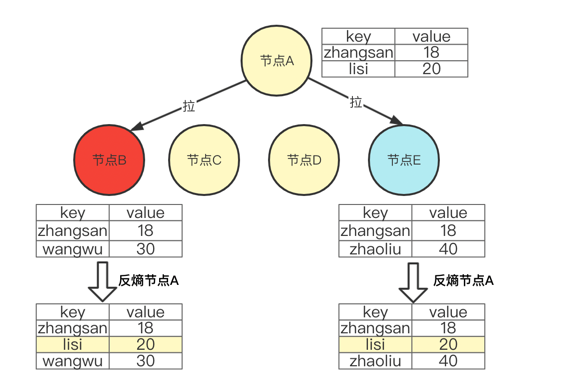 节点A
key value
zhangsan 18
lisi 20
拉
拉
节点B
节点C
节点D
节点E
key value
zhangsan 18
wangwu 30
key value
zhangsan 18
zhaoliu 40
反熵节点A
反熵节点A
key value
zhangsan 18
lisi 20
wangwu 30
key value
zhangsan 18
lisi 20
zhaoliu 40